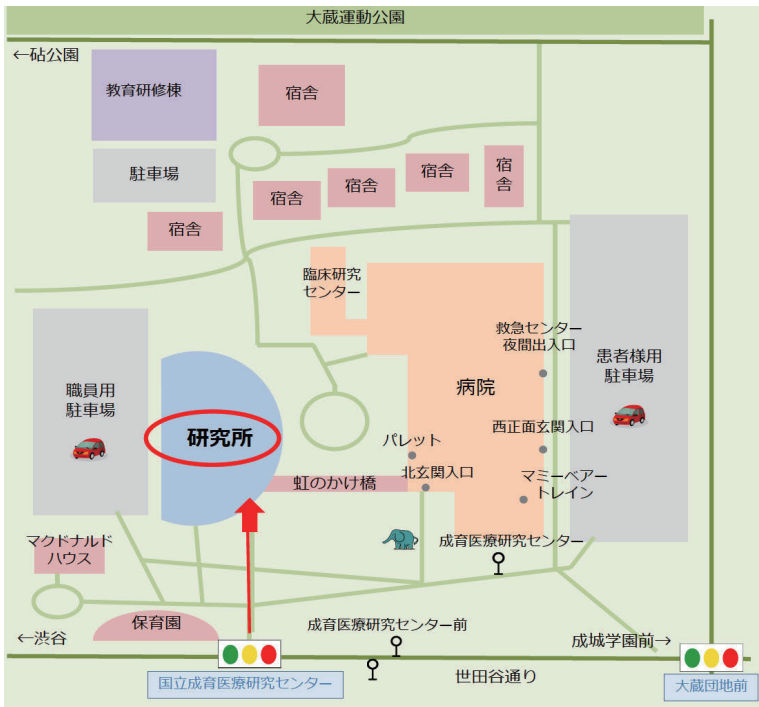 大蔵運動公園
←砧公園
教育研修棟
宿舎
駐車場
宿舎
宿舎
宿舎
宿
舎
宿舎
臨床研究
センター
救急センター
夜間出入口
患者様用
駐車場
職員用
駐車場
病院
研究所
西正面玄関入口
パレット
北玄関入口
虹のかけ橋
マミーベアー
トレイン
マクドナルド
ハウス
成育医療研究センター
保育園
成育医療研究センター前
←渋谷
成城学園前→
世田谷通り
国立成育医療研究センター
大蔵団地前